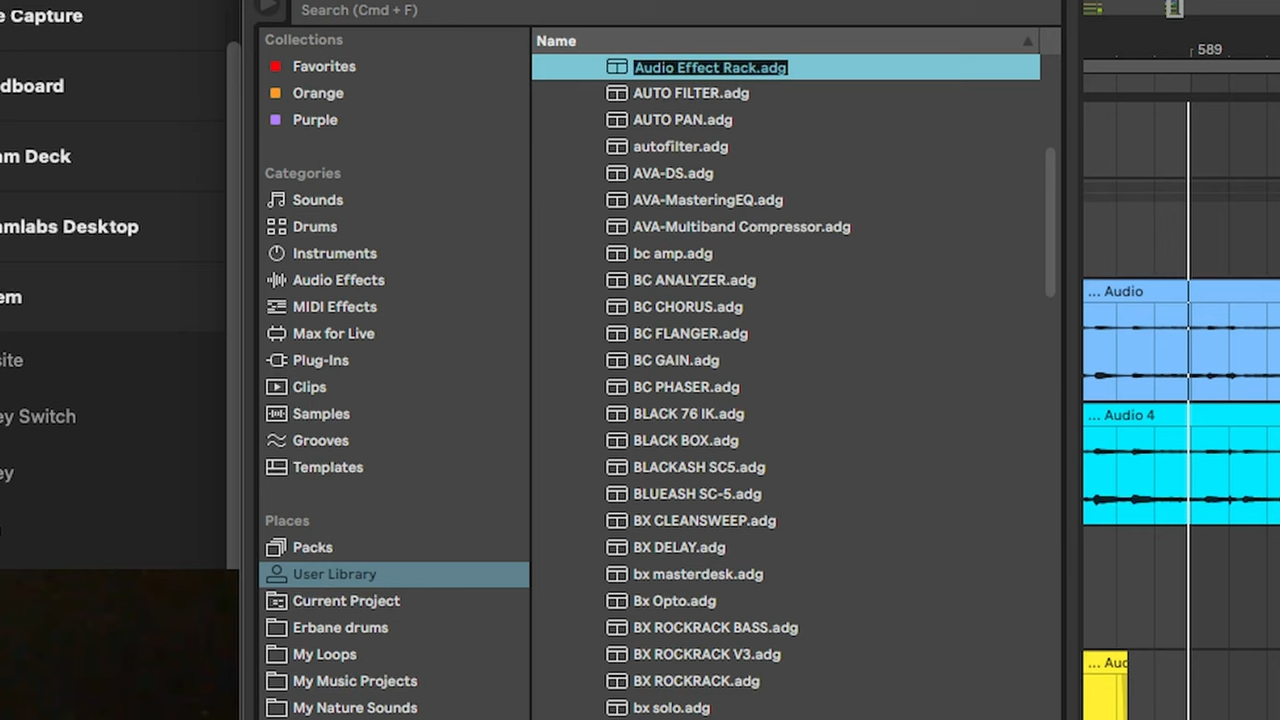 e Capture
dboard
am Deck
amlabs Desktop
em
site
ey Switch
ey
Search (Cmd + F)
Collections
Favorites
Orange
Purple
Categories
Sounds
Drums
Instruments
Audio Effects
MIDI Effects
Max for Live
Plug-Ins
Clips
Samples
Grooves
Templates
Places
Packs
User Library
Current Project
Erbane drums
My Loops
My Music Projects
My Nature Sounds
Name
Audio Effect Rack.adg
AUTO FILTER.adg
AUTO PAN.adg
autofilter.adg
AVA-DS.adg
AVA-MasteringEQ.adg
AVA-Multiband Compressor.adg
bc amp.adg
BC ANALYZER.adg
BC CHORUS.adg
BC FLANGER.adg
BC GAIN.adg
BC PHASER.adg
BLACK 76 IK.adg
BLACK BOX.adg
BLACKASH SC5.adg
BLUEASH SC-5.adg
BX CLEANSWEEP.adg
BX DELAY.adg
bx masterdesk.adg
Bx Opto.adg
BX ROCKRACK BASS.adg
BX ROCKRACK V3.adg
BX ROCKRACK.adg
bx solo.adg
589
... Audio
... Audio 4
... Aud